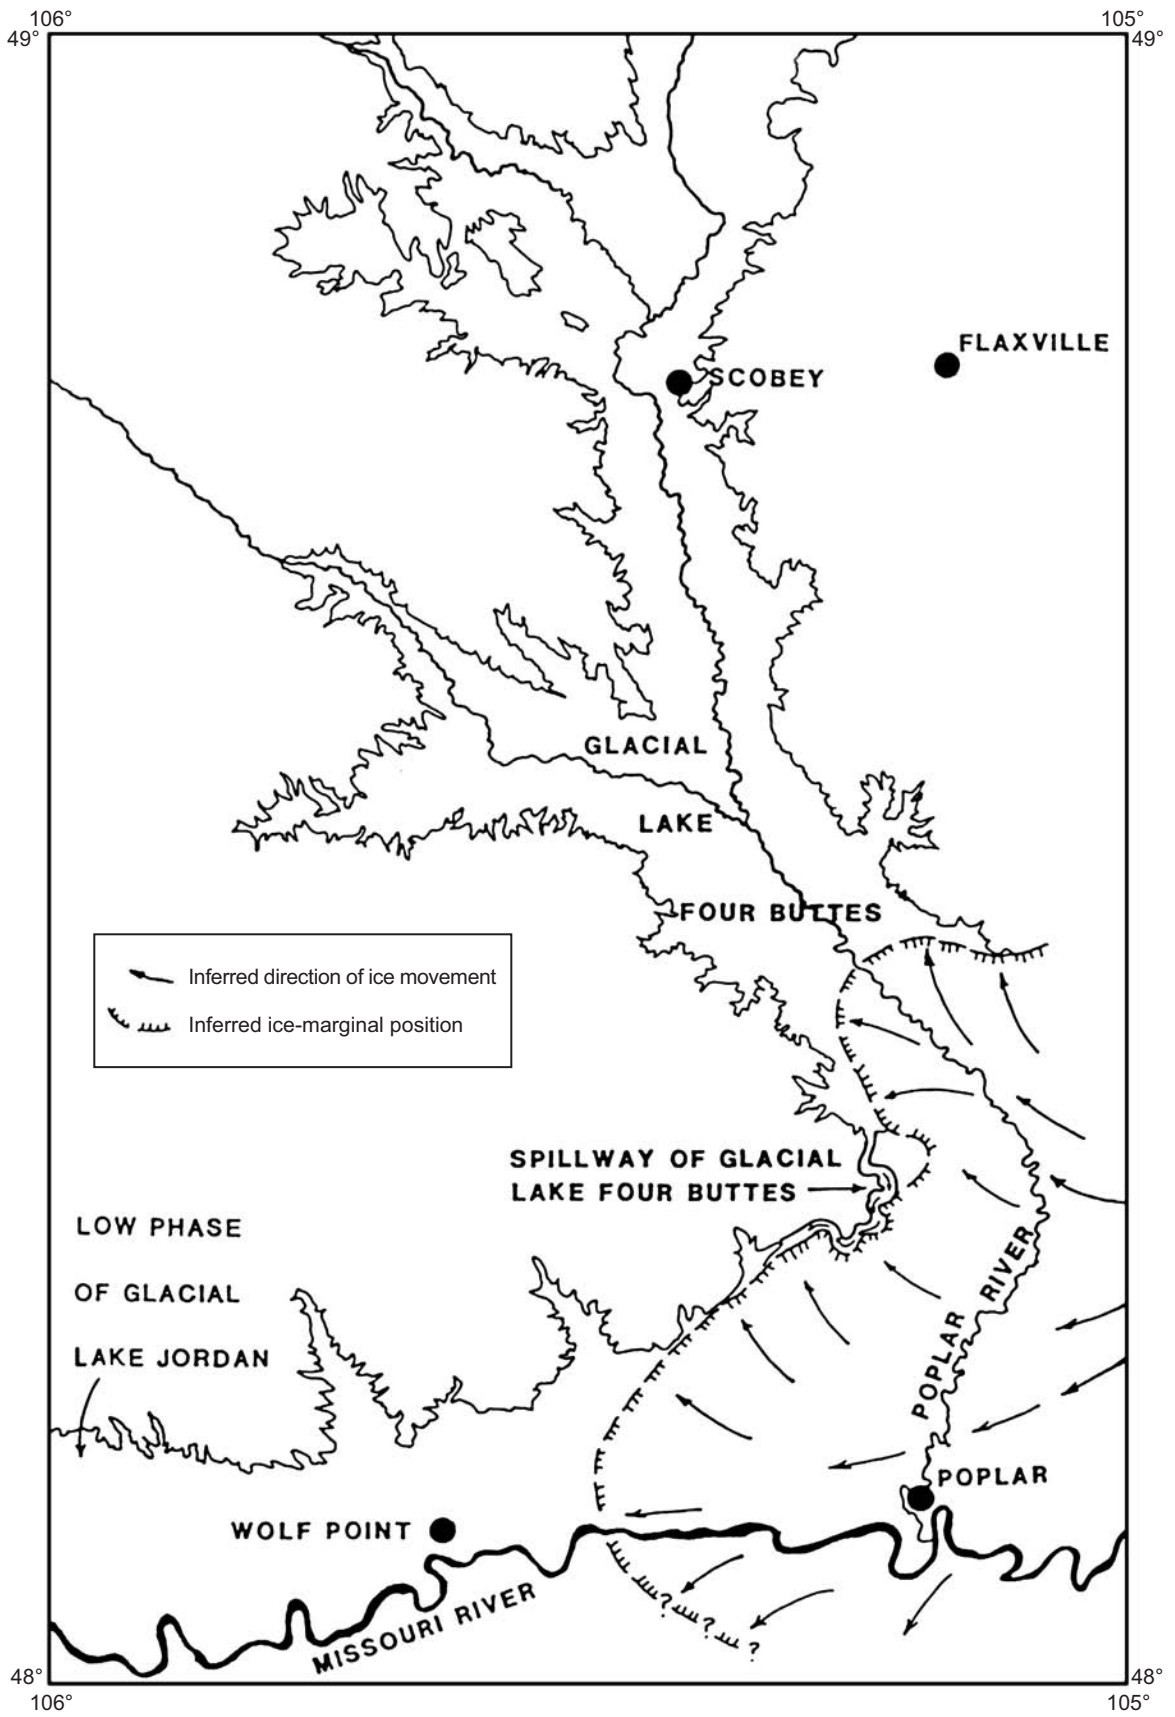 106°
105°
49°
49°
FLAXVILLE
SCOBEY
GLACIAL
LAKE
FOUR BUTTES
Inferred direction of ice movement
Inferred ice-marginal position
SPILLWAY OF GLACIAL
LAKE FOUR BUTTES
LOW PHASE
OF GLACIAL
LAKE JORDAN
POPLAR RIVER
POPLAR
WOLF POINT
MISSOURI RIVER
?
?
?
48°
48°
106°
105°